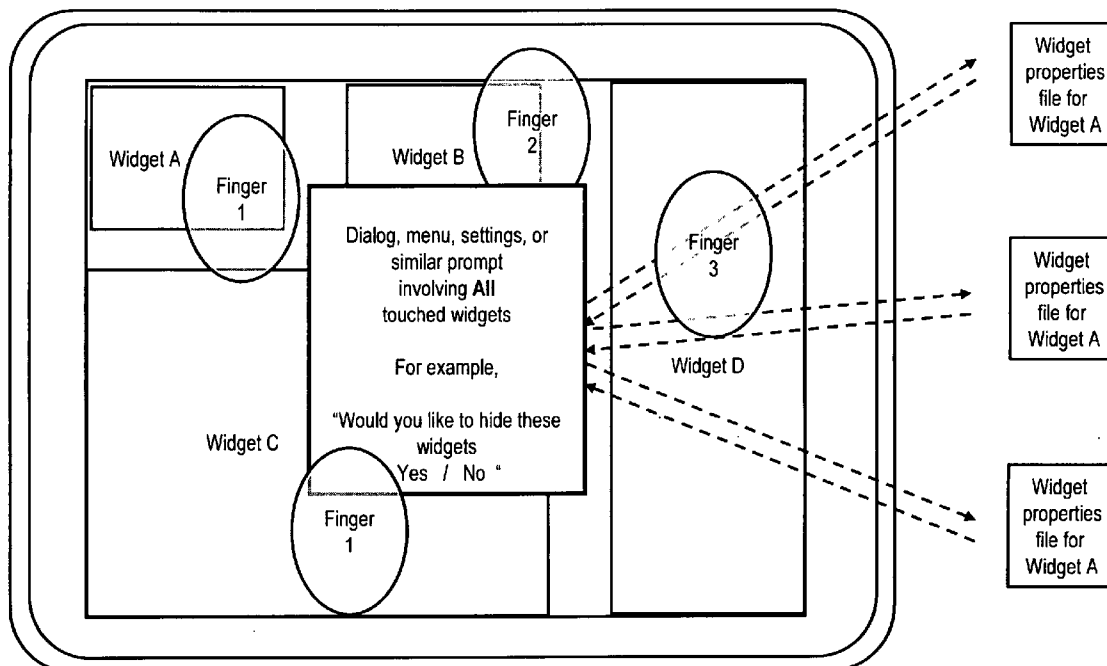 Widget A
Finger
1
Widget B
Finger
2
Finger
3
Widget D
Widget C
Dialog, menu, settings, or
similar prompt
involving All
touched widgets
For example,
“Would you like to hide these
widgets
Yes / No “
Finger
1
Widget
properties
file for
Widget A
Widget
properties
file for
Widget A
Widget
properties
file for
Widget A